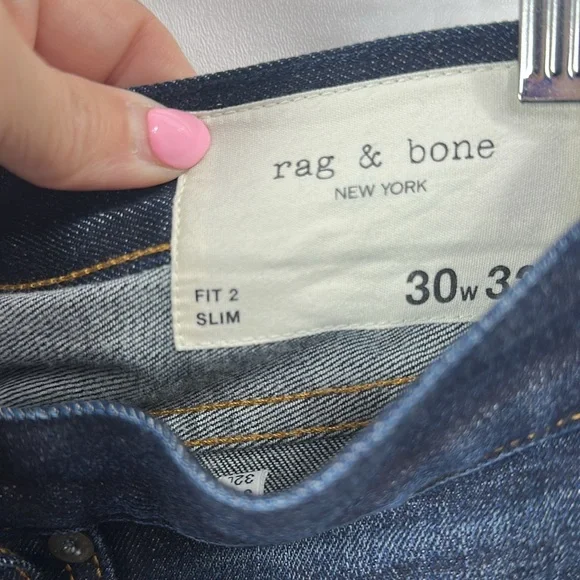 rag & bone
NEW YORK
FIT 2
SLIM
30W